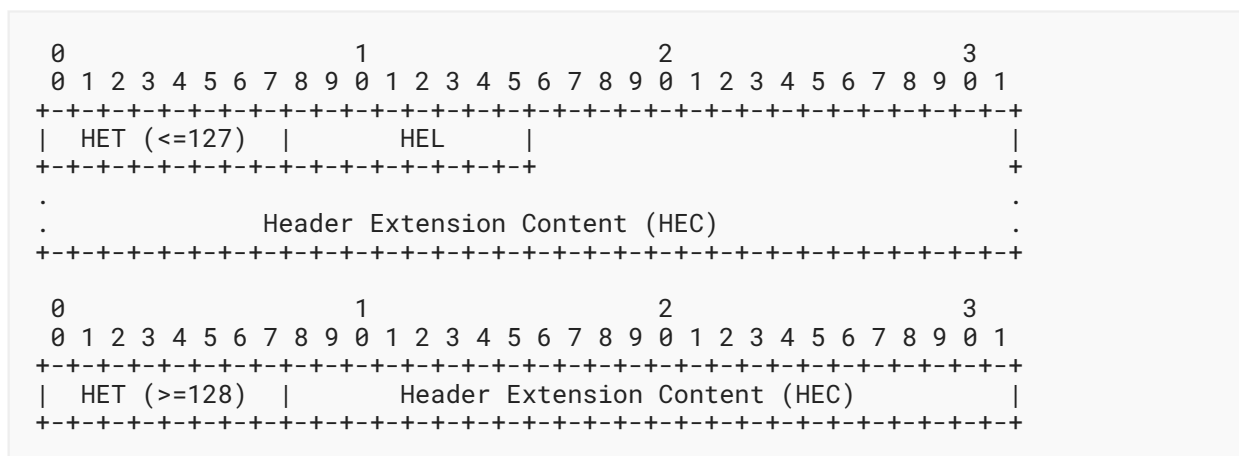 0                   1                   2                   3
 0 1 2 3 4 5 6 7 8 9 0 1 2 3 4 5 6 7 8 9 0 1 2 3 4 5 6 7 8 9 0 1
+-+-+-+-+-+-+-+-+-+-+-+-+-+-+-+-+-+-+-+-+-+-+-+-+-+-+-+-+-+-+-+-+
|  HET (<=127)  |       HEL     |                               |
+-+-+-+-+-+-+-+-+-+-+-+-+-+-+-+-+                               +
.                                                               .
.              Header Extension Content (HEC)                   .
+-+-+-+-+-+-+-+-+-+-+-+-+-+-+-+-+-+-+-+-+-+-+-+-+-+-+-+-+-+-+-+-+

 0                   1                   2                   3
 0 1 2 3 4 5 6 7 8 9 0 1 2 3 4 5 6 7 8 9 0 1 2 3 4 5 6 7 8 9 0 1
+-+-+-+-+-+-+-+-+-+-+-+-+-+-+-+-+-+-+-+-+-+-+-+-+-+-+-+-+-+-+-+-+
|  HET (>=128)  |       Header Extension Content (HEC)          |
+-+-+-+-+-+-+-+-+-+-+-+-+-+-+-+-+-+-+-+-+-+-+-+-+-+-+-+-+-+-+-+-+